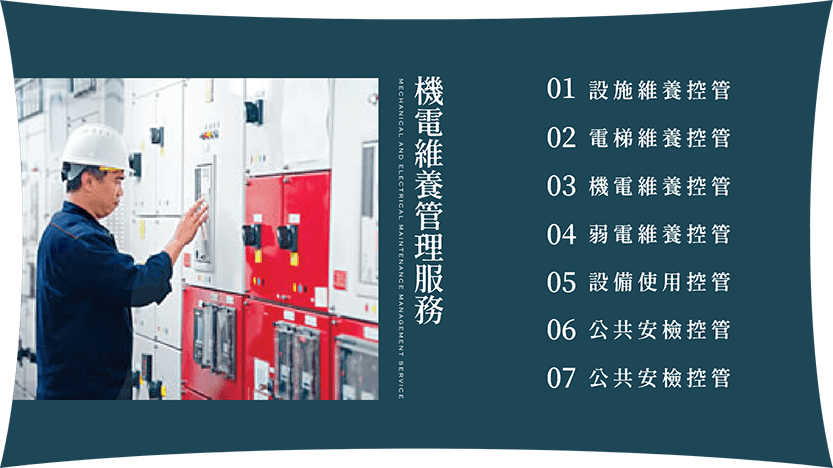 機電維養管理服務
MECHANICAL AND ELECTRICAL MAINTENANCE MANAGEMENT SERVICE
01 設施維養控管
02 電梯維養控管
03 機電維養控管
04 弱電維養控管
05 設備使用控管
06 公共安檢控管
07 公共安檢控管